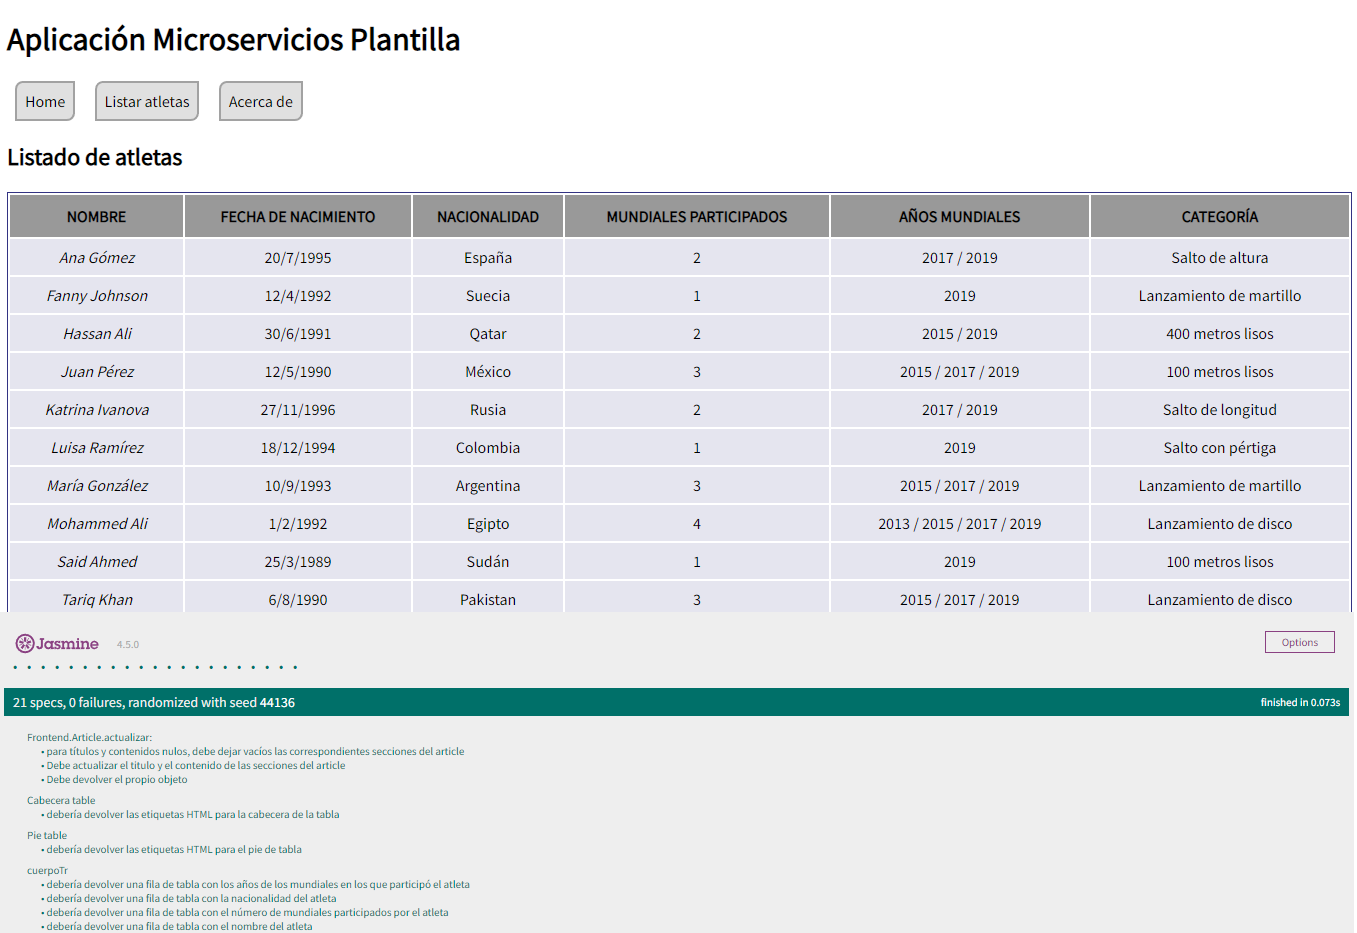 Aplicación Microservicios Plantilla
Home Listar atletas Acerca de
Listado de atletas
NOMBRE FECHA DE NACIMIENTO NACIONALIDAD MUNDIALES PARTICIPADOS AÑOS MUNDIALES CATEGORÍA
Ana Gómez 20/7/1995 España 2 2017 / 2019 Salto de altura
Fanny Johnson 12/4/1992 Suecia 1 2019 Lanzamiento de martillo
Hassan Ali 30/6/1991 Qatar 2 2015 / 2019 400 metros lisos
Juan Pérez 12/5/1990 México 3 2015 / 2017 / 2019 100 metros lisos
Katrina Ivanova 27/11/1996 Rusia 2 2017 / 2019 Salto de longitud
Luisa Ramírez 18/12/1994 Colombia 1 2019 Salto con pértiga
María González 10/9/1993 Argentina 3 2015 / 2017 / 2019 Lanzamiento de martillo
Mohammed Ali 1/2/1992 Egipto 4 2013 / 2015 / 2017 / 2019 Lanzamiento de disco
Said Ahmed 25/3/1989 Sudán 1 2019 100 metros lisos
Tariq Khan 6/8/1990 Pakistan 3 2015 / 2017 / 2019 Lanzamiento de disco
Jasmine 4.5.0 Options
21 specs, 0 failures, randomized with seed 44136 finished in 0.073s
Frontend.Article.actualizar:
• para títulos y contenidos nulos, debe dejar vacíos las correspondientes secciones del article
• Debe actualizar el titulo y el contenido de las secciones del article
• Debe devolver el propio objeto
Cabecera table
• debería devolver las etiquetas HTML para la cabecera de la tabla
Pie table
• debería devolver las etiquetas HTML para el pie de tabla
cuerpoTr
• debería devolver una fila de tabla con los años de los mundiales en los que participó el atleta
• debería devolver una fila de tabla con la nacionalidad del atleta
• debería devolver una fila de tabla con el número de mundiales participados por el atleta
• debería devolver una fila de tabla con el nombre del atleta